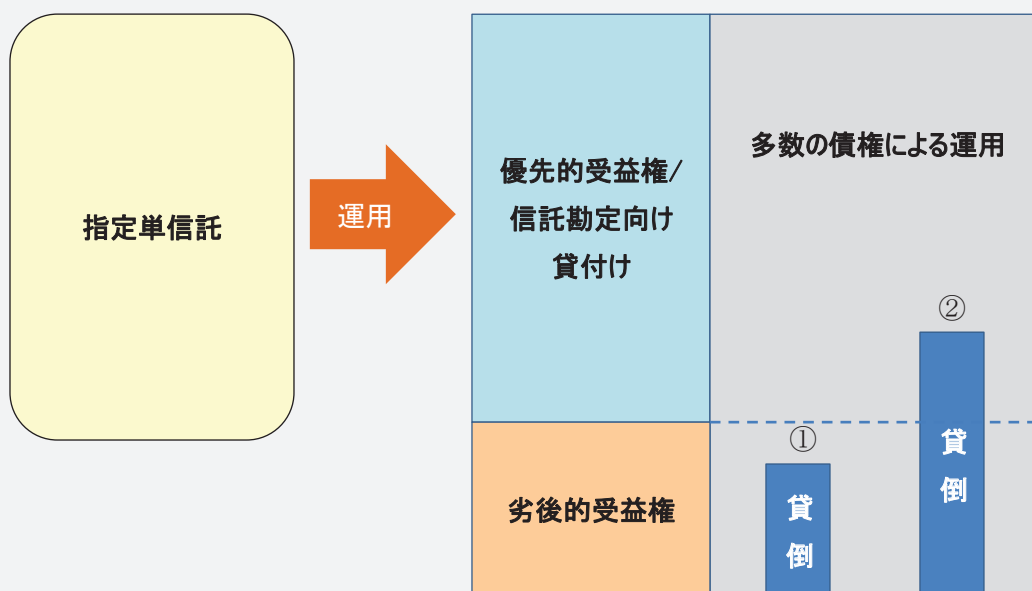 指定単信託
運用
優先的受益権/
信託勘定向け
貸付け
劣後的受益権
多数の債権による運用
①
貸
倒
②
貸
倒